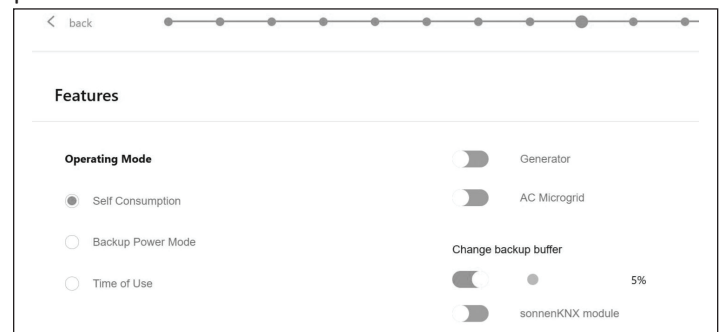 back
Features
Operating Mode
Self Consumption
Backup Power Mode
Time of Use
Generator
AC Microgrid
Change backup buffer
5%
sonnenKNX module